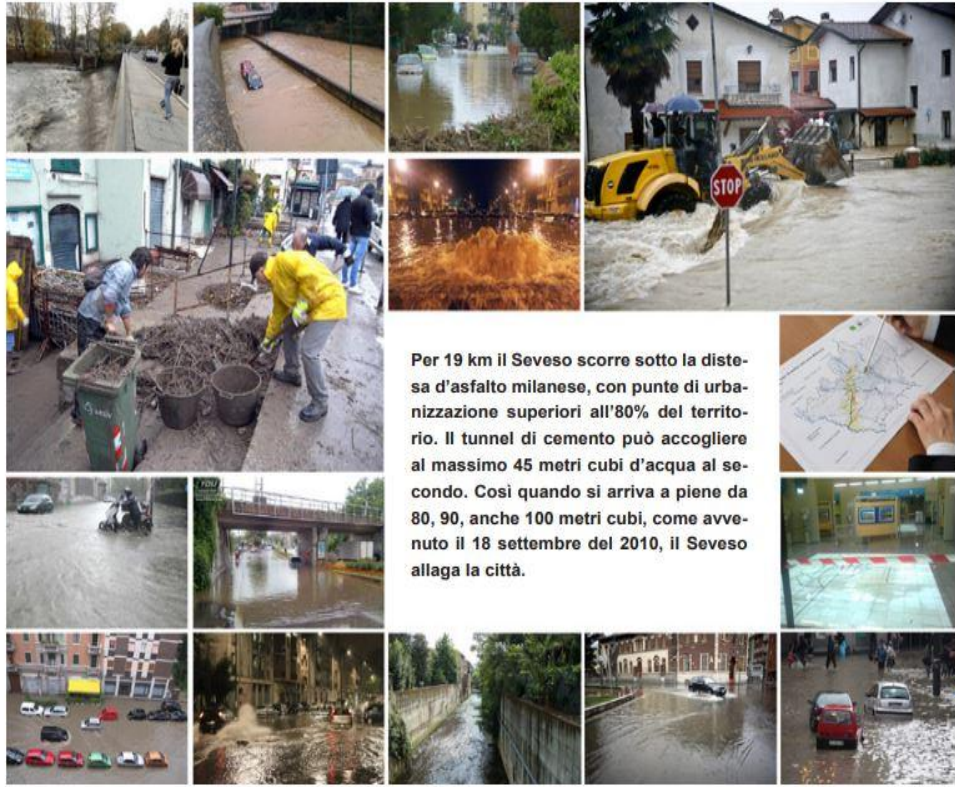 STOP
Per 19 km il Seveso scorre sotto la diste-
sa d'asfalto milanese, con punte di urba-
nizzazione superiori all'80% del territo-
rio. Il tunnel di cemento può accogliere
al massimo 45 metri cubi d'acqua al se-
condo. Così quando si arriva a piene da
80, 90, anche 100 metri cubi, come avve-
nuto il 18 settembre del 2010, il Seveso
allaga la città.